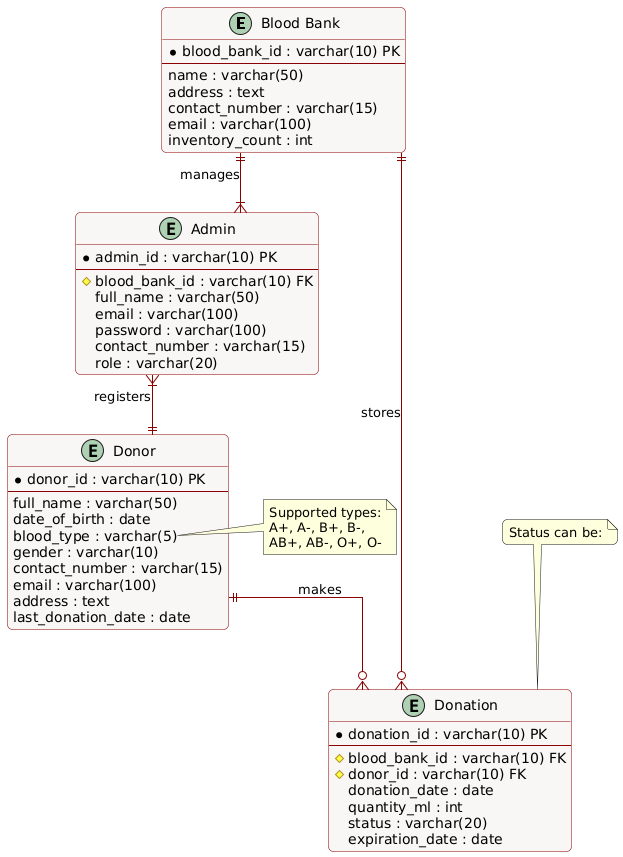 E Blood Bank
* blood_bank_id : varchar(10) PK
name : varchar(50)
address : text
contact_number : varchar(15)
email : varchar(100)
inventory_count : int
manages
E Admin
* admin_id : varchar(10) PK
blood_bank_id : varchar(10) FK
full_name : varchar(50)
email : varchar(100)
password : varchar(100)
contact_number : varchar(15)
role : varchar(20)
registers
stores
E Donor
* donor_id : varchar(10) PK
full_name : varchar(50)
date_of_birth : date
blood_type : varchar(5)
gender : varchar(10)
contact_number : varchar(15)
email : varchar(100)
address : text
last_donation_date : date
Supported types:
A+, A-, B+, B-,
AB+, AB-, O+, O-
Status can be:
makes
E Donation
* donation_id : varchar(10) PK
blood_bank_id : varchar(10) FK
donor_id : varchar(10) FK
donation_date : date
quantity_ml : int
status : varchar(20)
expiration_date : date